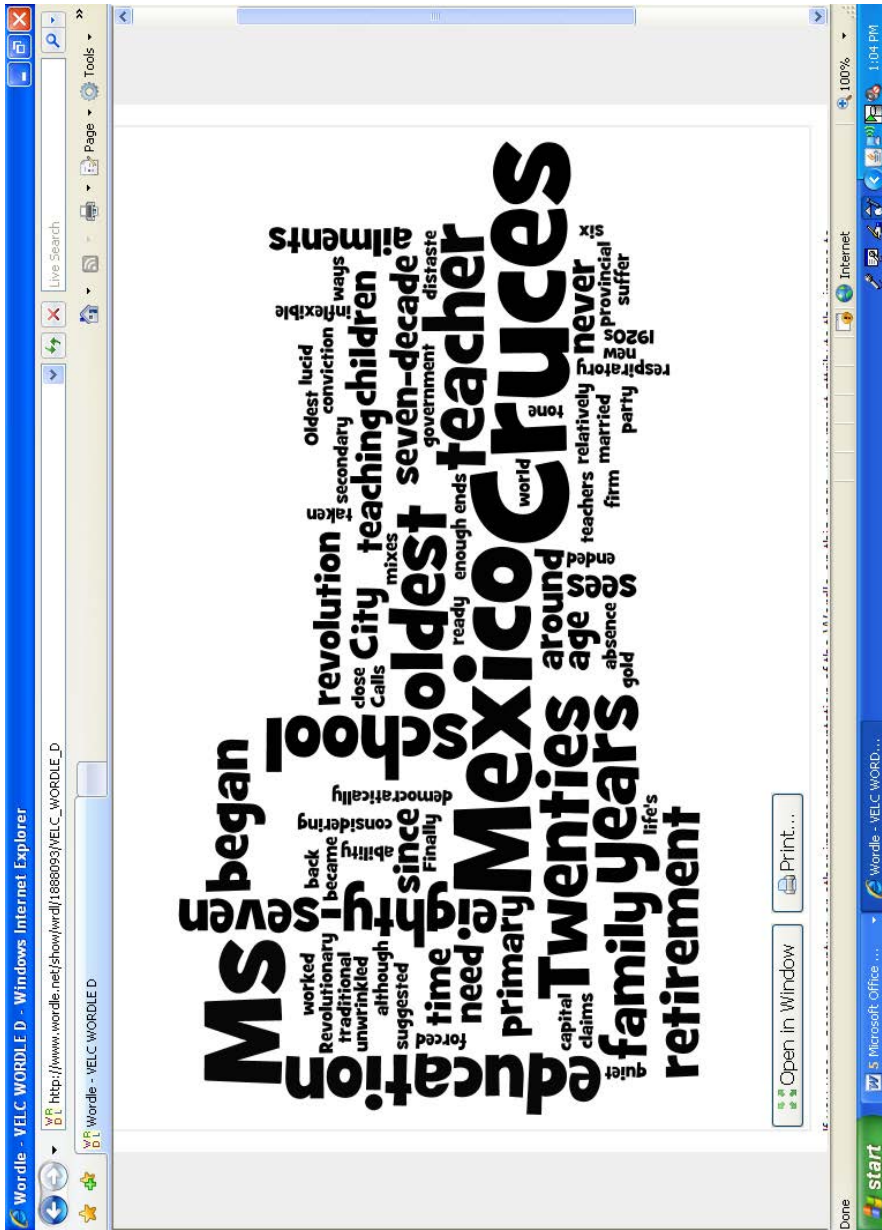 Wordle - VELC WORDLE D - Windows Internet Explorer
http://www.wordle.net/show/wrdl/1888093/VELC_WORDLE_D
Live Search
Wordle - VELC WORDLE D
Page
Tools
Ms
began
eighty-seven
education
school
ailments
worked
Revolutionary
traditional
unwrinkled
although
suggested
back
became
ability
considering
democratically
since
Finally
forced
time
need
primary
revolution
close
Calls
City
taken
secondary
Oldest
lucid
conviction
inflexible
ways
teaching
children
mixes
oldest
seven-decade
government
distaste
ready
enough
ends
teacher
Mexico
Cruces
world
tone
capital
claims
Twenties
around
age
ended
sees
teachers
relatively
never
six
quiet
family
years
absence
gold
firm
married
party
respiratory
new
1920s
provincial
suffer
life's
retirement
Open in Window
Print...
Done
Internet
100%
start
5 Microsoft Office ...
Wordle - VELC WORD...
1:04 PM